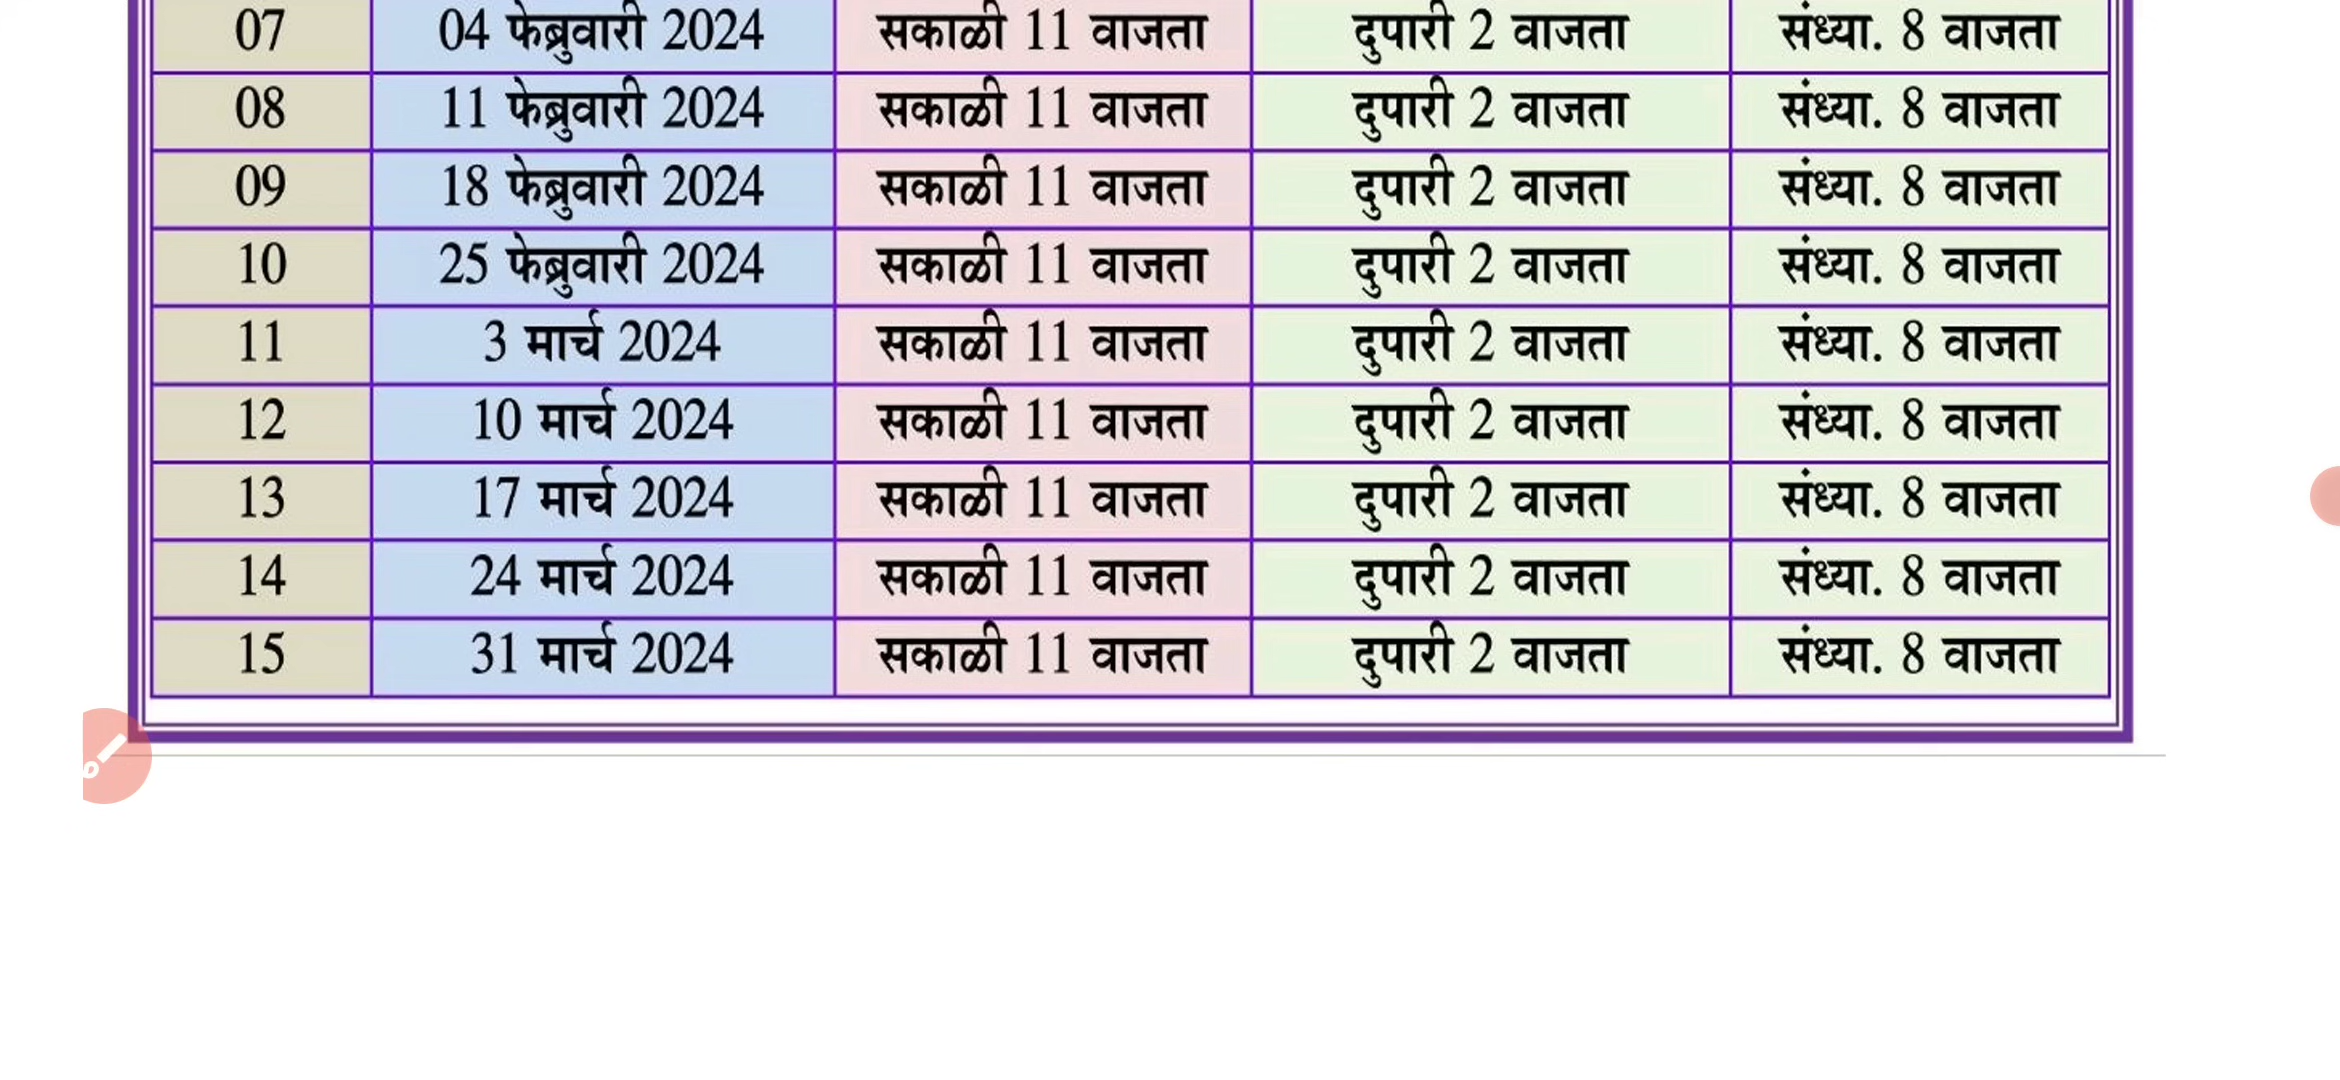 07 04 फेब्रुवारी 2024 सकाळी 11 वाजता दुपारी 2 वाजता संध्या. 8 वाजता
08 11 फेब्रुवारी 2024 सकाळी 11 वाजता दुपारी 2 वाजता संध्या. 8 वाजता
09 18 फेब्रुवारी 2024 सकाळी 11 वाजता दुपारी 2 वाजता संध्या. 8 वाजता
10 25 फेब्रुवारी 2024 सकाळी 11 वाजता दुपारी 2 वाजता संध्या. 8 वाजता
11 3 मार्च 2024 सकाळी 11 वाजता दुपारी 2 वाजता संध्या. 8 वाजता
12 10 मार्च 2024 सकाळी 11 वाजता दुपारी 2 वाजता संध्या. 8 वाजता
13 17 मार्च 2024 सकाळी 11 वाजता दुपारी 2 वाजता संध्या. 8 वाजता
14 24 मार्च 2024 सकाळी 11 वाजता दुपारी 2 वाजता संध्या. 8 वाजता
15 31 मार्च 2024 सकाळी 11 वाजता दुपारी 2 वाजता संध्या. 8 वाजता